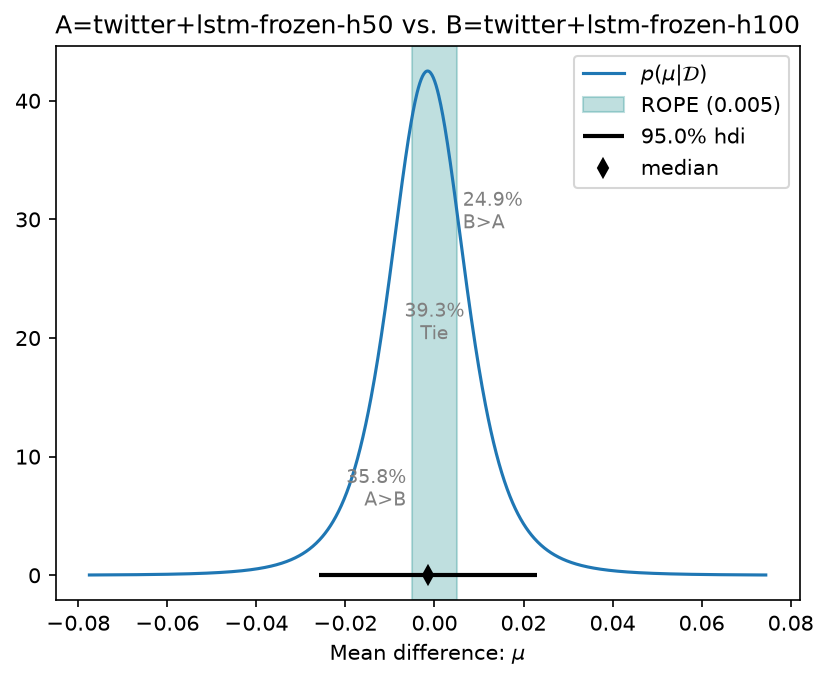 A=twitter+lstm-frozen-h50 vs. B=twitter+lstm-frozen-h100
p(μ|𝒟)
ROPE (0.005)
95.0% hdi
median
24.9%
B>A
39.3%
Tie
35.8%
A>B
40
30
20
10
0
−0.08 −0.06 −0.04 −0.02 0.00 0.02 0.04 0.06 0.08
Mean difference: μ